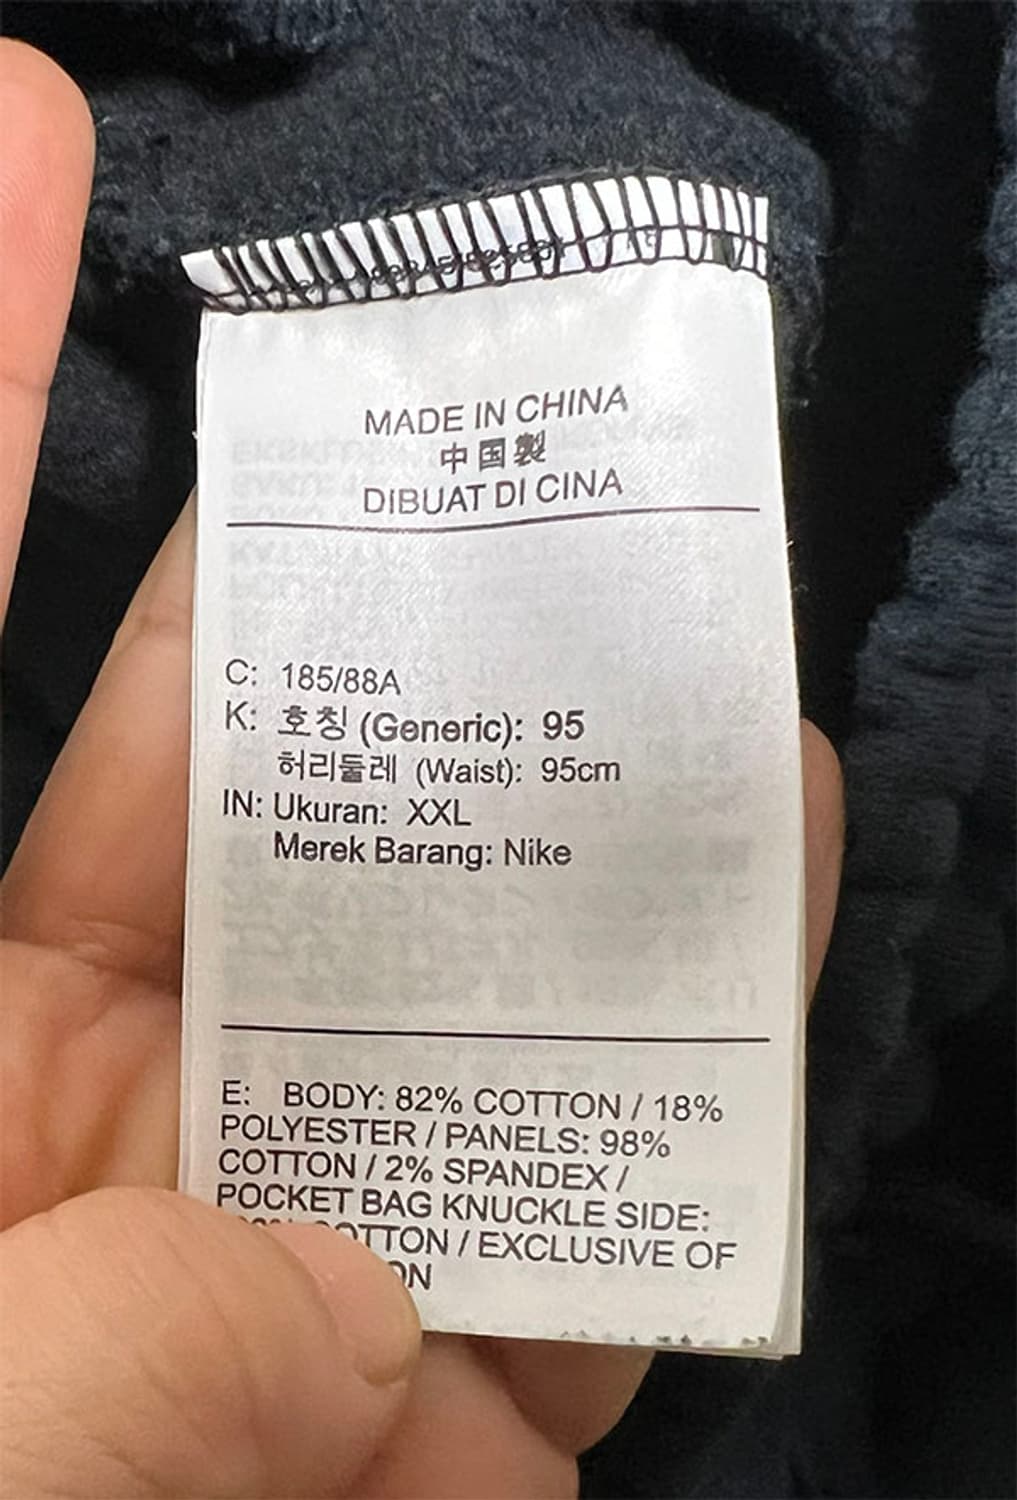 MADE IN CHINA
中国製
DIBUAT DI CINA
C: 185/88A
K: 호칭 (Generic): 95
허리둘레 (Waist): 95cm
IN: Ukuran: XXL
Merek Barang: Nike
E: BODY: 82% COTTON / 18%
POLYESTER / PANELS: 98%
COTTON / 2% SPANDEX /
POCKET BAG KNUCKLE SIDE:
/ EXCLUSIVE OF